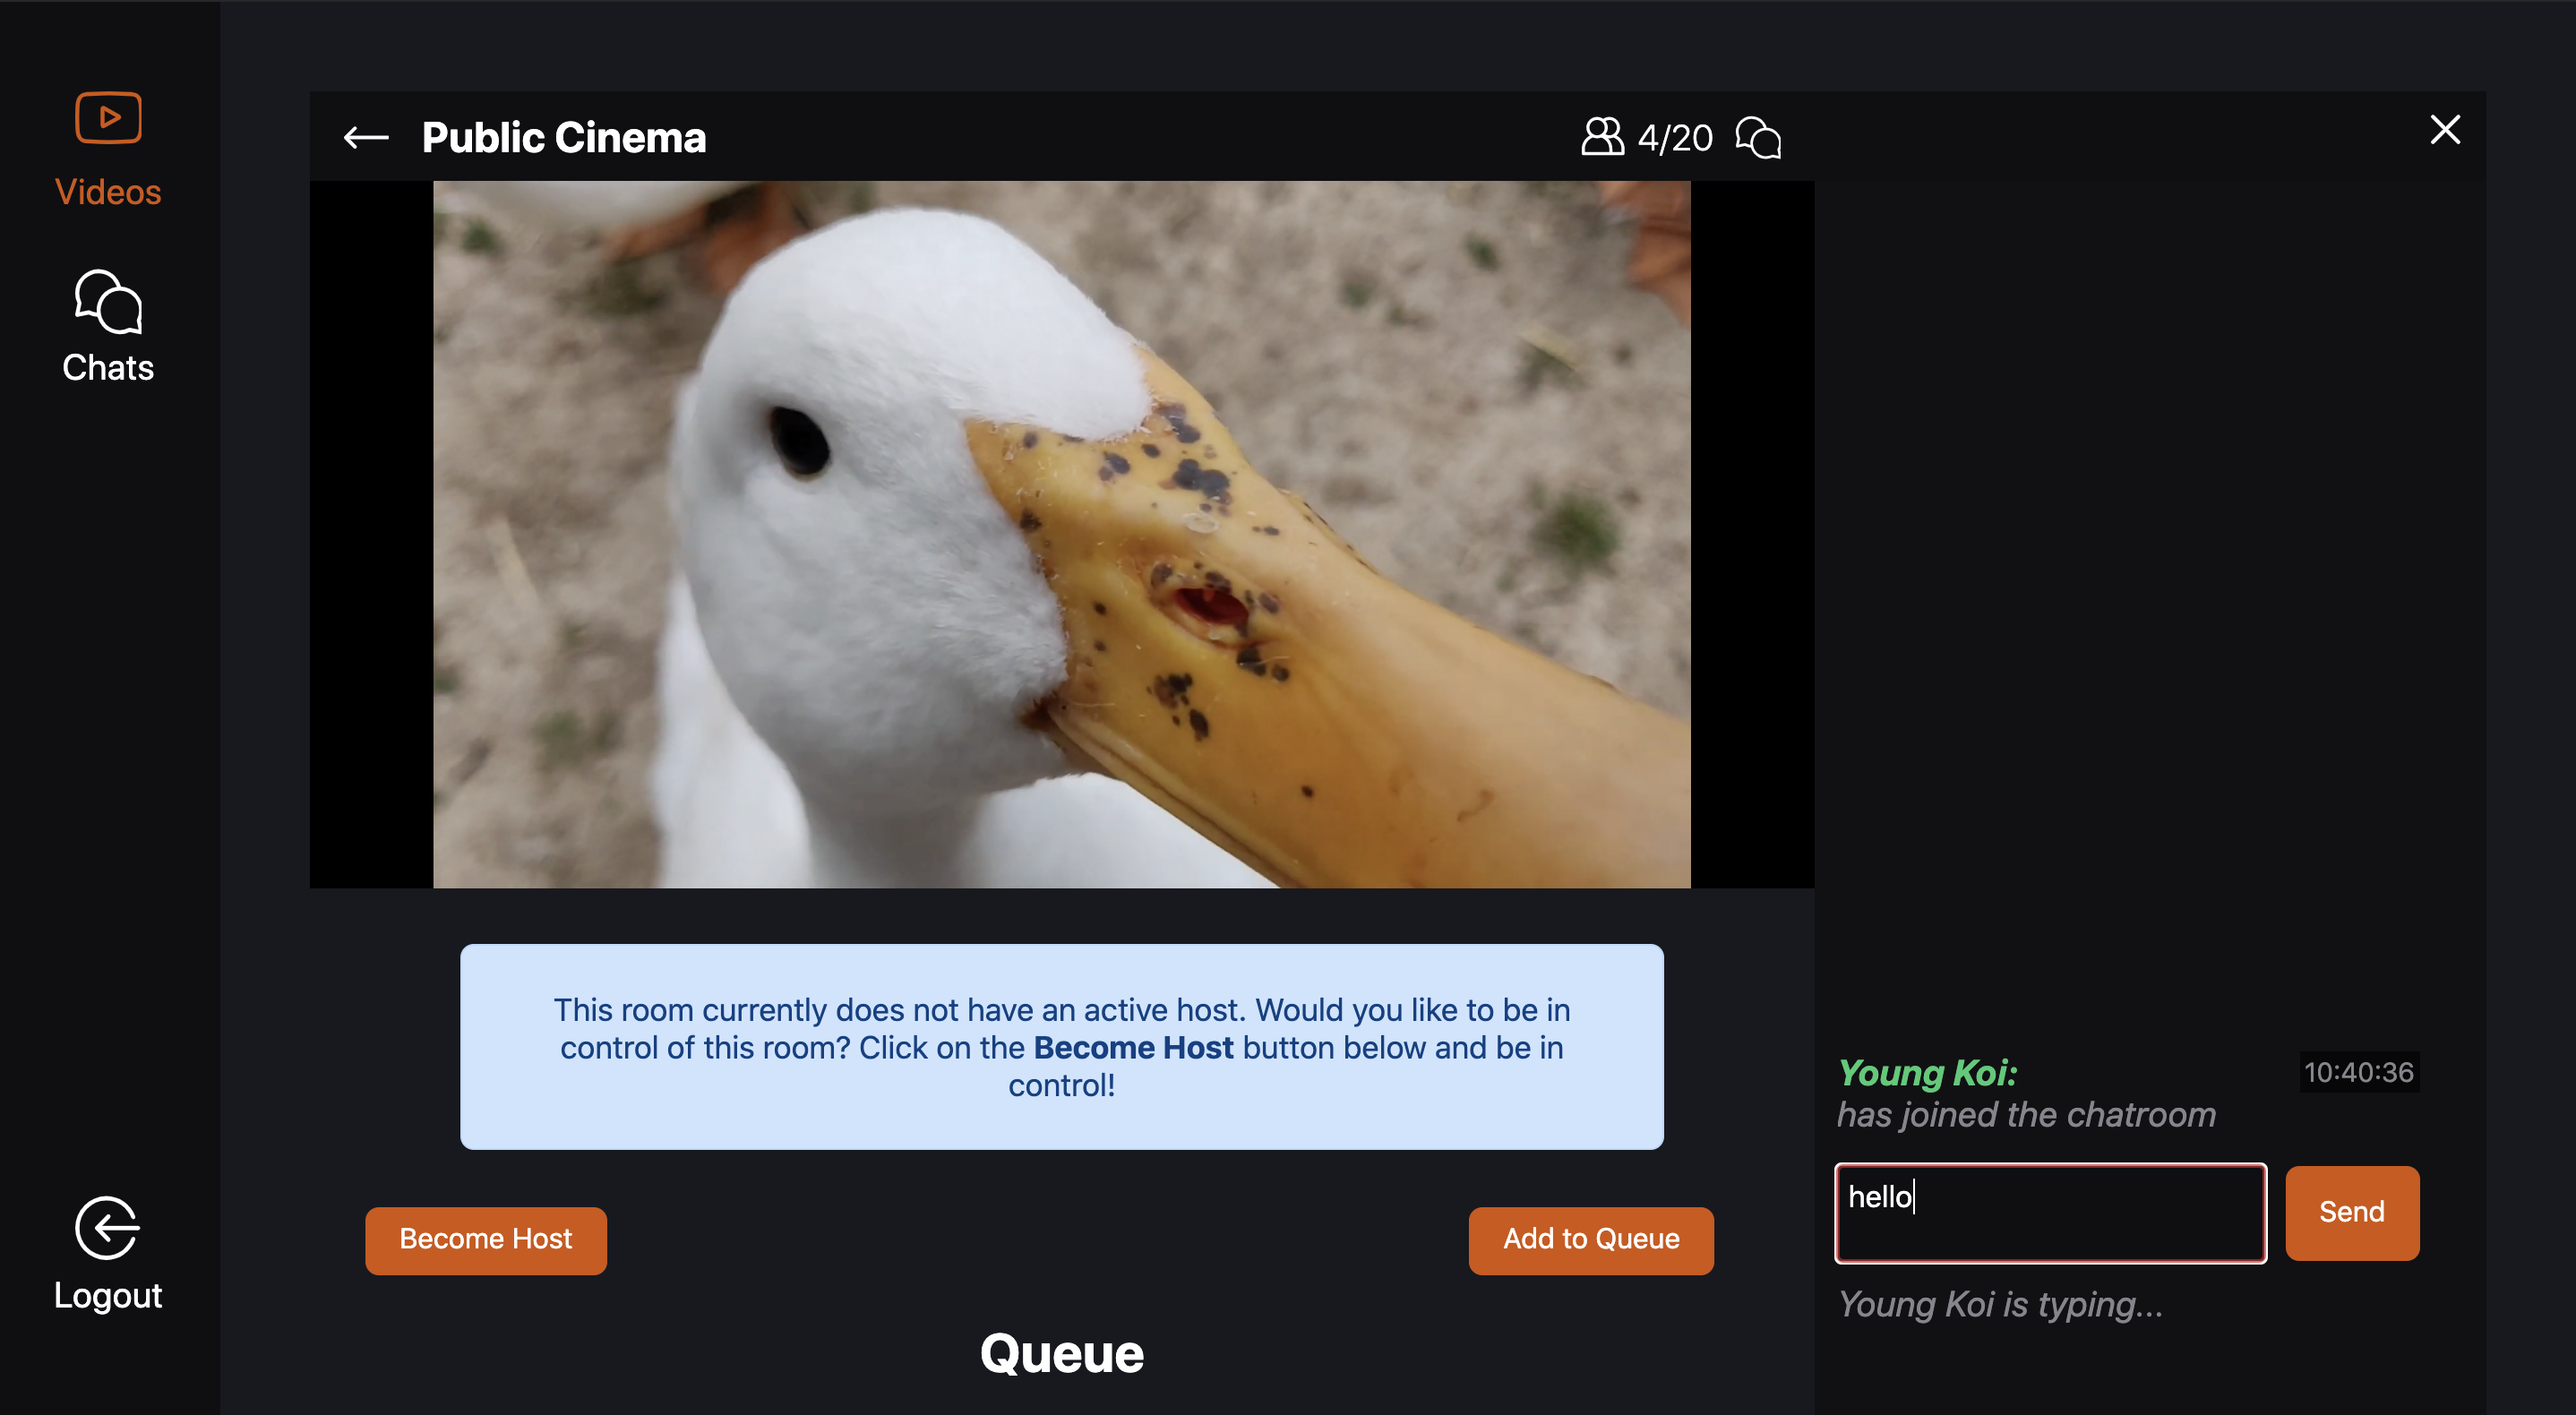 Videos
Chats
Logout
Public Cinema
4/20
This room currently does not have an active host. Would you like to be in
control of this room? Click on the Become Host button below and be in
control!
Become Host
Add to Queue
Queue
Young Koi:
10:40:36
has joined the chatroom
hello
Send
Young Koi is typing...